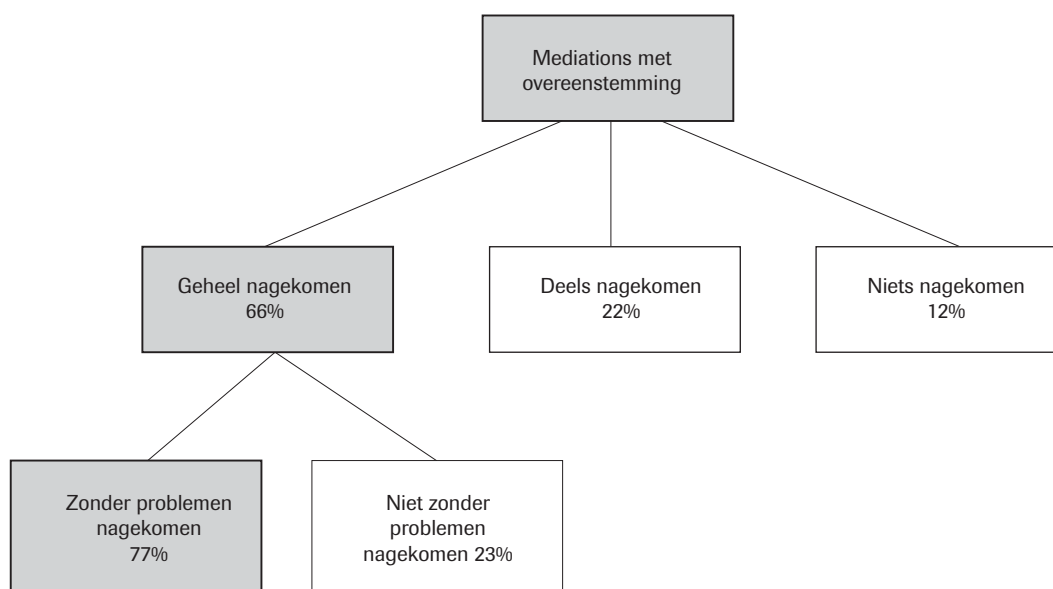 Mediations met
overeenstemming
Geheel nagekomen
66%
Deels nagekomen
22%
Niets nagekomen
12%
Zonder problemen
nagekomen
77%
Niet zonder
problemen
nagekomen 23%